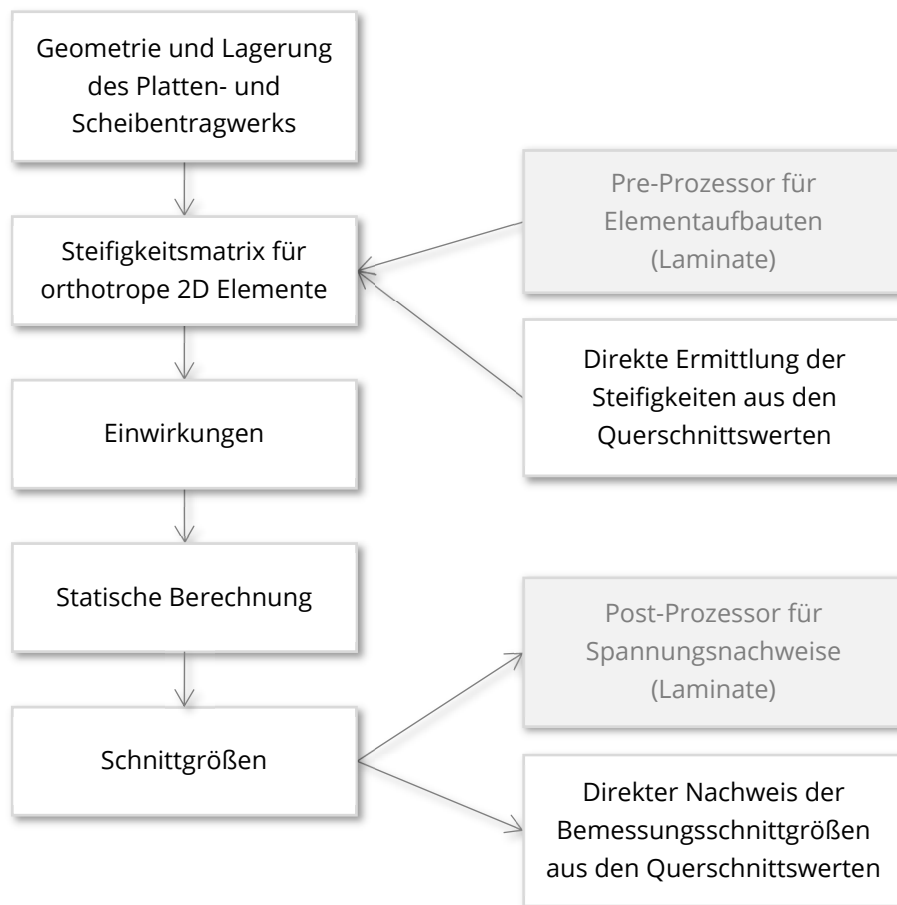 Geometrie und Lagerung
des Platten- und
Scheibentragwerks
Pre-Prozessor für
Elementaufbauten
(Laminate)
Steifigkeitsmatrix für
orthotrope 2D Elemente
Direkte Ermittlung der
Steifigkeiten aus den
Querschnittswerten
Einwirkungen
Statische Berechnung
Post-Prozessor für
Spannungsnachweise
(Laminate)
Schnittgrößen
Direkter Nachweis der
Bemessungsschnittgrößen
aus den Querschnittswerten